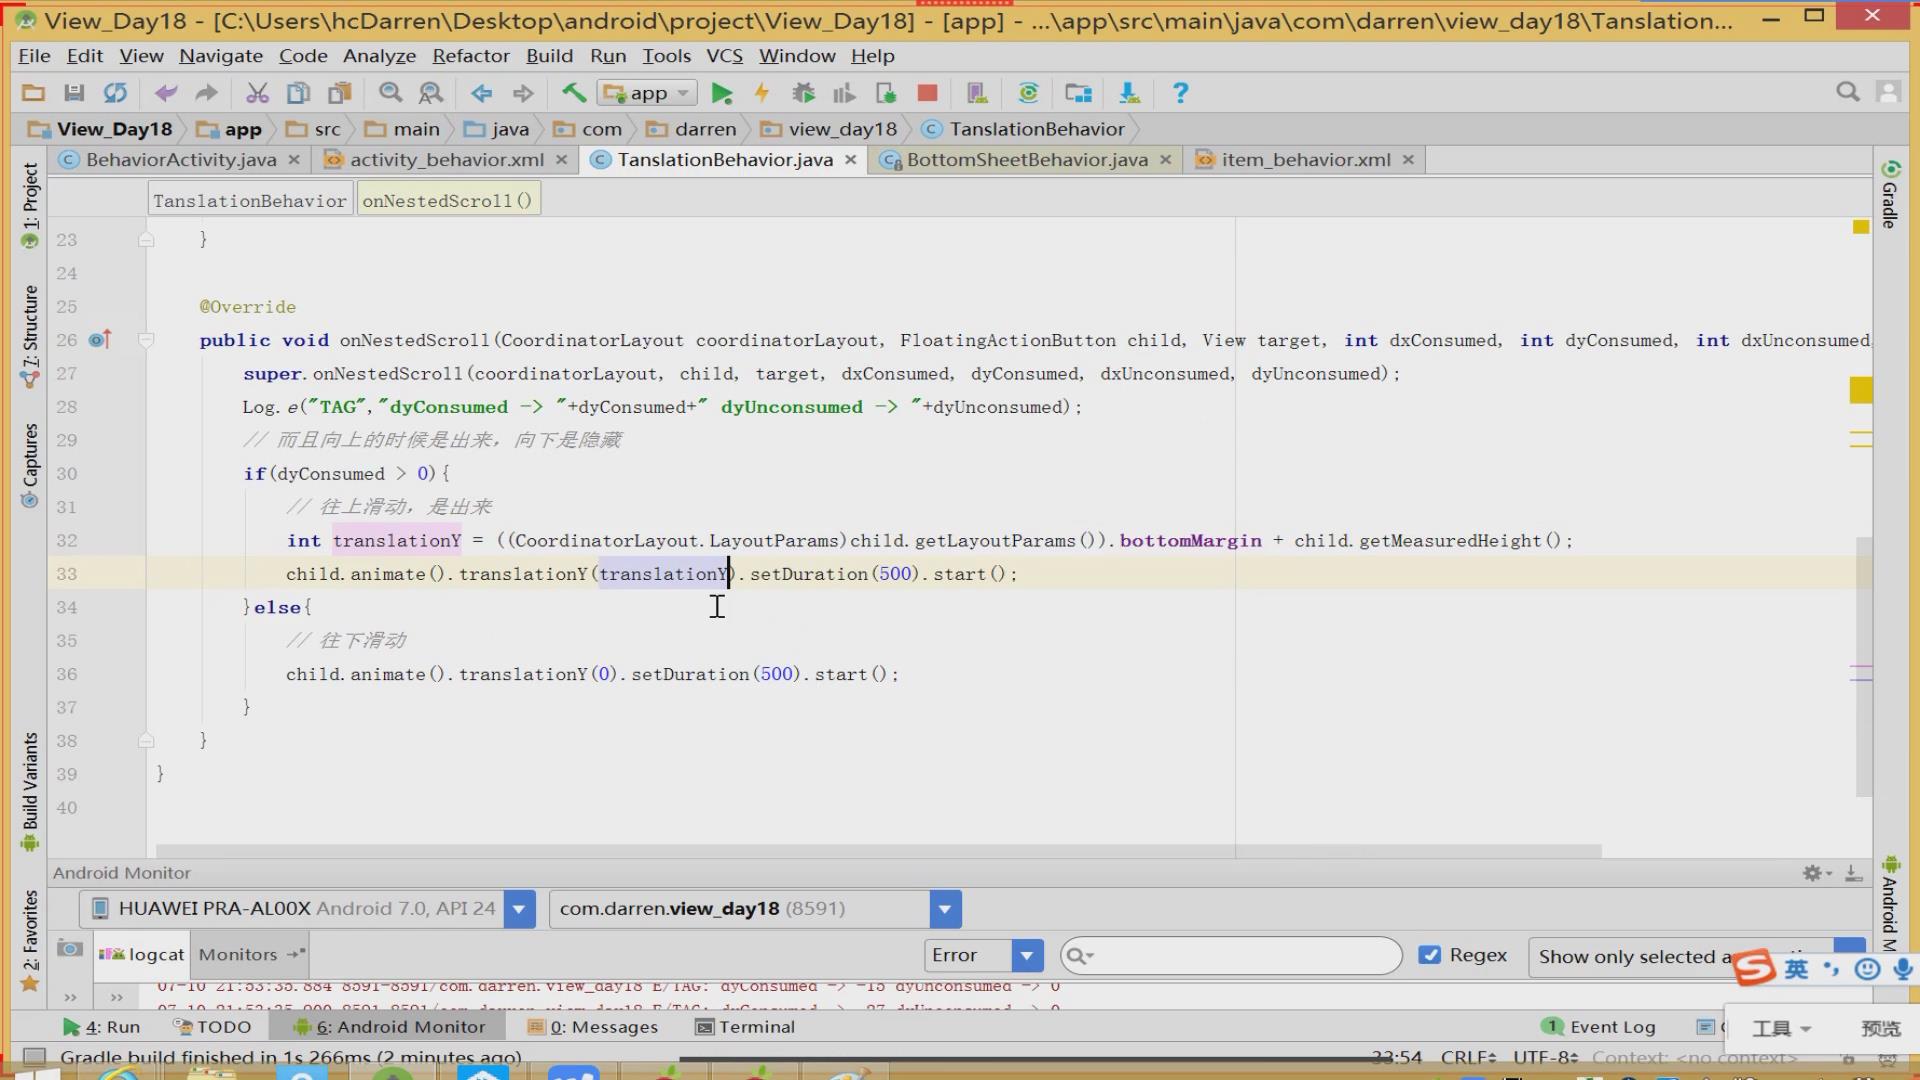 View_Day18 - [C:\Users\hcDarren\Desktop\android\project\View_Day18] - [app] - ...\app\src\main\java\com\darren\view_day18\Tanslation...
File Edit View Navigate Code Analyze Refactor Build Run Tools VCS Window Help
app
View_Day18 app src main java com darren view_day18 TanslationBehavior
BehaviorActivity.java activity_behavior.xml TanslationBehavior.java BottomSheetBehavior.java item_behavior.xml
TanslationBehavior onNestedScroll()
1: Project
7: Structure
Captures
Build Variants
2: Favorites
Gradle
23 }
24
25 @Override
26 public void onNestedScroll(CoordinatorLayout coordinatorLayout, FloatingActionButton child, View target, int dxConsumed, int dyConsumed, int dxUnconsumed,
27 super.onNestedScroll(coordinatorLayout, child, target, dxConsumed, dyConsumed, dxUnconsumed, dyUnconsumed);
28 Log.e("TAG","dyConsumed -> "+dyConsumed+" dyUnconsumed -> "+dyUnconsumed);
29 // 而且向上的时候是出来，向下是隐藏
30 if(dyConsumed > 0){
31 // 往上滑动，是出来
32 int translationY = ((CoordinatorLayout.LayoutParams)child.getLayoutParams()).bottomMargin + child.getMeasuredHeight();
33 child.animate().translationY(translationY).setDuration(500).start();
34 }else{
35 // 往下滑动
36 child.animate().translationY(0).setDuration(500).start();
37 }
38 }
39 }
40
Android Monitor
HUAWEI PRA-AL00X Android 7.0, API 24 com.darren.view_day18 (8591)
logcat Monitors Error Regex Show only selected a
Android M
英
07-10 21:53:35.884 8591-8591/com.darren.view_day18 E/TAG: dyConsumed -> -15 dyUnconsumed -> 0
4: Run TODO 6: Android Monitor 0: Messages Terminal 1 Event Log
工具 预览
Gradle build finished in 1s 266ms (2 minutes ago) 33:54 CRLF UTF-8 Context: <no context>